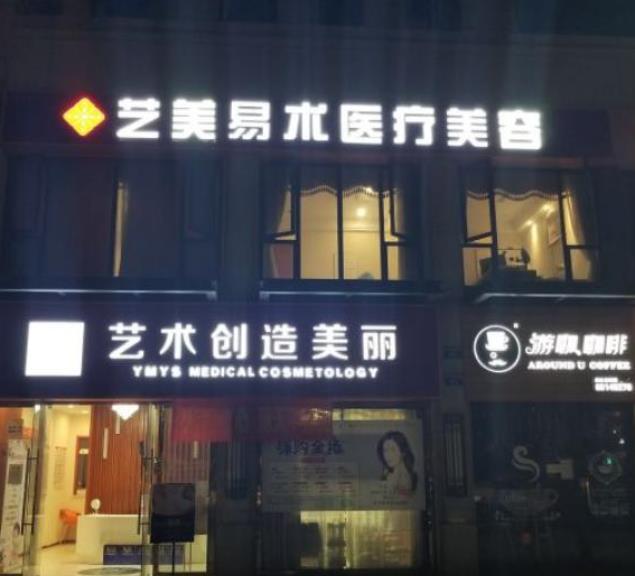 艺美易术医疗美容
艺术创造美丽
YMYS MEDICAL COSMETOLOGY
游飒咖啡
AROUND U COFFEE